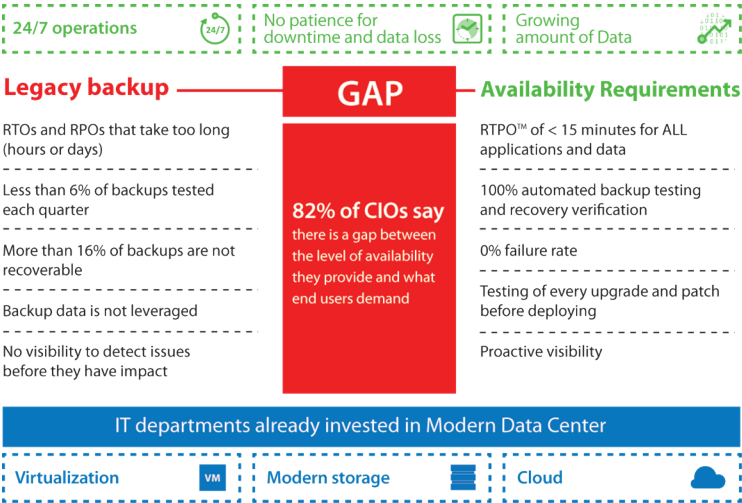 24/7 operations
24/7
No patience for
downtime and data loss
Growing
amount of Data
Legacy backup
GAP
Availability Requirements
RTOs and RPOs that take too long
(hours or days)
Less than 6% of backups tested
each quarter
More than 16% of backups are not
recoverable
Backup data is not leveraged
No visibility to detect issues
before they have impact
82% of CIOs say
there is a gap between
the level of availability
they provide and what
end users demand
RTPO™ of < 15 minutes for ALL
applications and data
100% automated backup testing
and recovery verification
0% failure rate
Testing of every upgrade and patch
before deploying
Proactive visibility
IT departments already invested in Modern Data Center
Virtualization
VM
Modern storage
Cloud